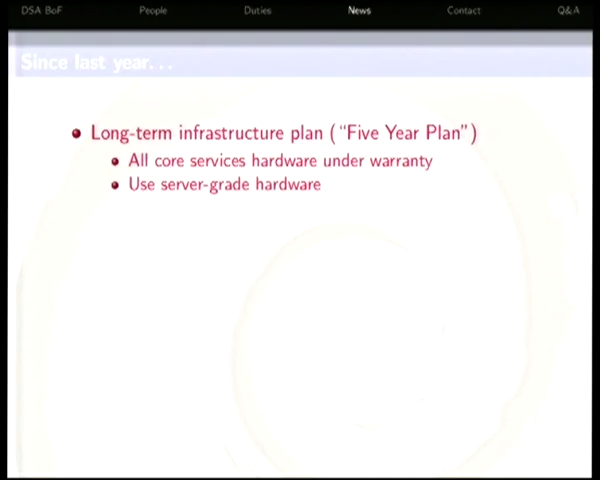 DSA BoF People Duties News Contact Q&A
Since last year...
Long-term infrastructure plan ("Five Year Plan")
All core services hardware under warranty
Use server-grade hardware